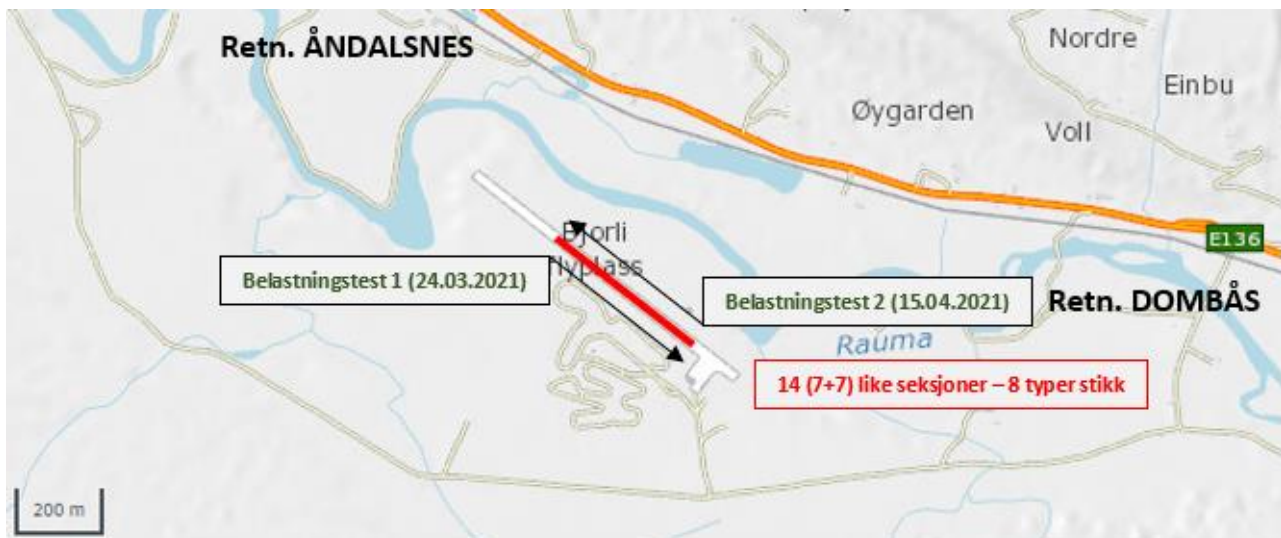 Retn. ÅNDALSNES
Nordre
Einbu
Øygarden
Voll
E136
Bjorli
flyplass
Belastningstest 1 (24.03.2021)
Belastningstest 2 (15.04.2021)
Retn. DOMBÅS
Rauma
14 (7+7) like seksjoner – 8 typer stikk
200 m